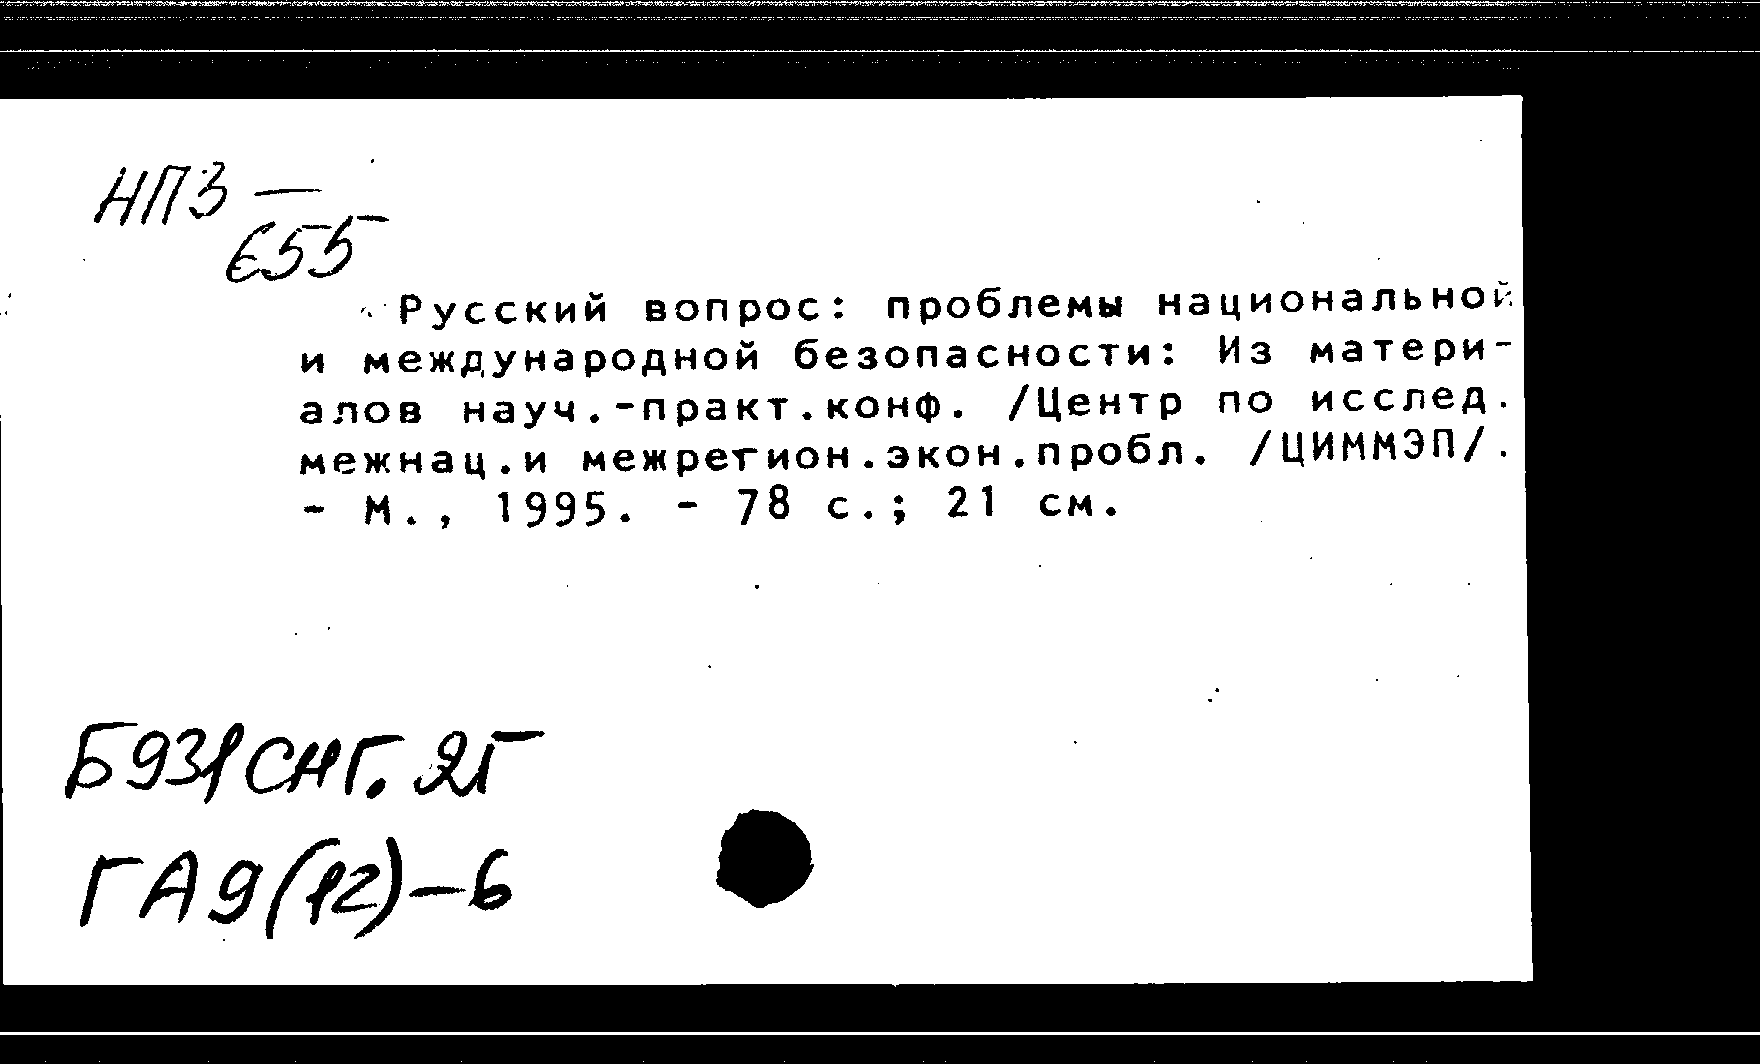 НПЗ —
655
Русский вопрос: проблемы национальной
и международной безопасности: Из матери-
алов науч.-практ.конф. /Центр по исслед.
межнац.и межрегион.экон.пробл. /ЦИММЭП/.
- М., 1995. - 78 с.; 21 см.
Б931СНГ.2Г
ГА9(12)-6